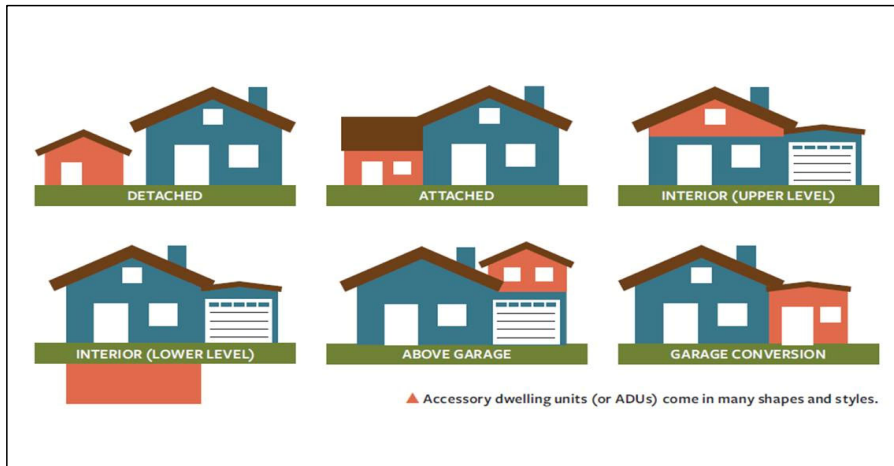 DETACHED
ATTACHED
INTERIOR (UPPER LEVEL)
INTERIOR (LOWER LEVEL)
ABOVE GARAGE
GARAGE CONVERSION
Accessory dwelling units (or ADUs) come in many shapes and styles.